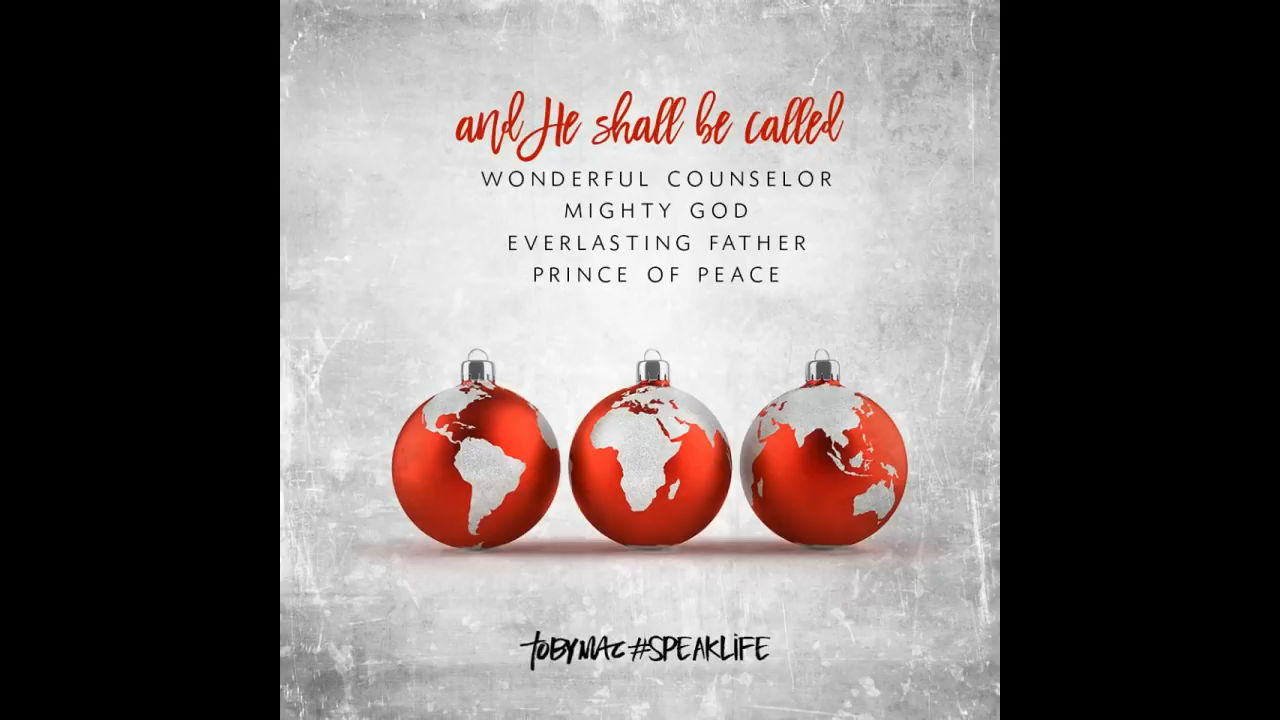 and He shall be called
WONDERFUL COUNSELOR
MIGHTY GOD
EVERLASTING FATHER
PRINCE OF PEACE
TOBYMAC #SPEAKLIFE